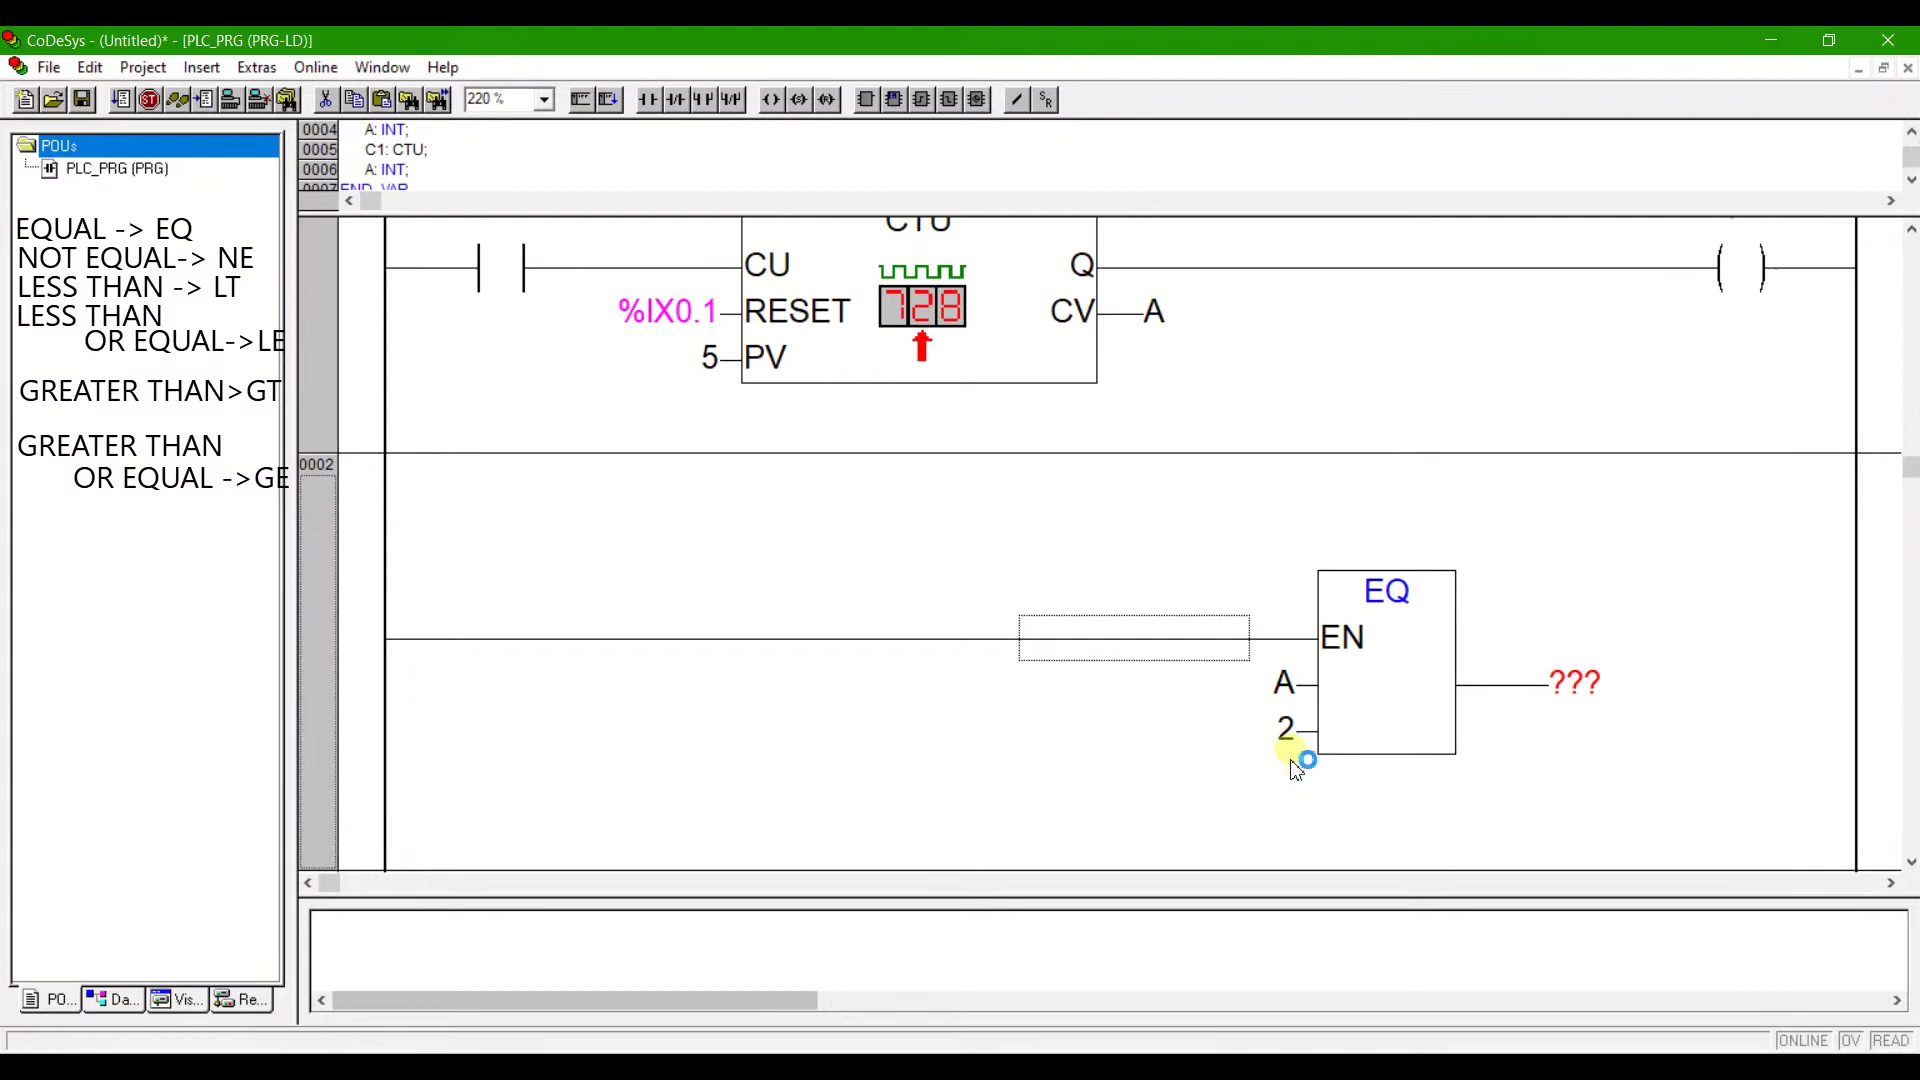 CoDeSys - (Untitled)* - [PLC_PRG (PRG-LD)]
File Edit Project Insert Extras Online Window Help
220 %
POUs
PLC_PRG (PRG)
EQUAL -> EQ
NOT EQUAL-> NE
LESS THAN -> LT
LESS THAN
OR EQUAL->LE
GREATER THAN>GT
GREATER THAN
OR EQUAL ->GE
0004 A: INT;
0005 C1: CTU;
0006 A: INT;
0007 END_VAR
CTU
CU Q
%IX0.1 RESET 728 CV A
5 PV
0002
EQ
EN
A ???
2
PO... Da... Vis... Re...
ONLINE OV READ